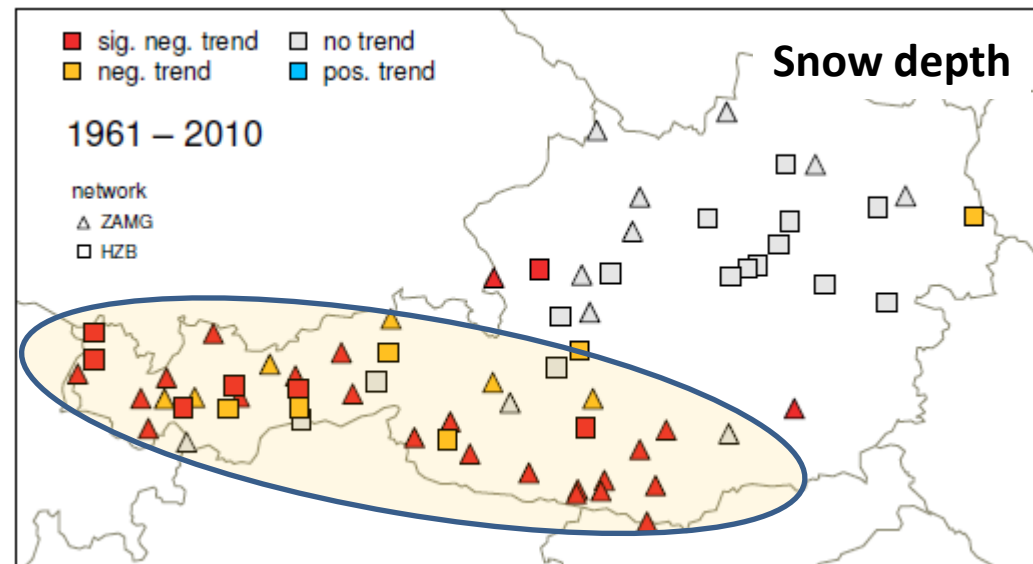 sig. neg. trend no trend
neg. trend pos. trend
Snow depth
1961 – 2010
network
ZAMG
HZB